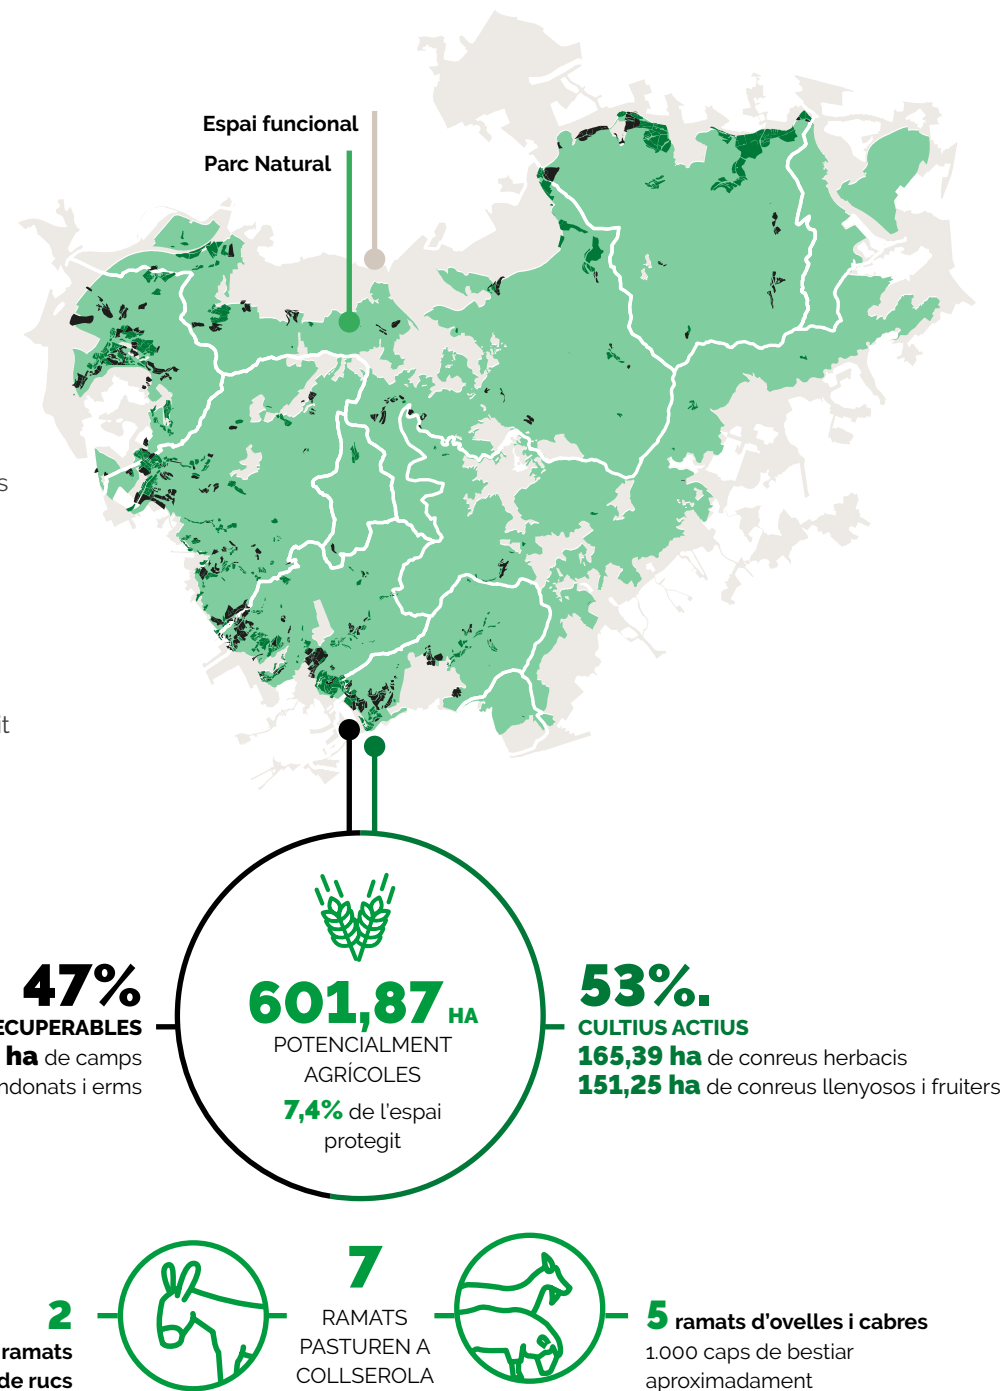 Espai funcional
Parc Natural
s
it
47%
ECUPERABLES
ha de camps
ndonats i erms
601,87 HA
POTENCIALMENT
AGRÍCOLES
7,4% de l'espai
protegit
53%.
CULTIUS ACTIUS
165,39 ha de conreus herbacis
151,25 ha de conreus llenyosos i fruiters
2
ramats
de rucs
7
RAMATS
PASTUREN A
COLLSEROLA
5 ramats d'ovelles i cabres
1.000 caps de bestiar
aproximadament